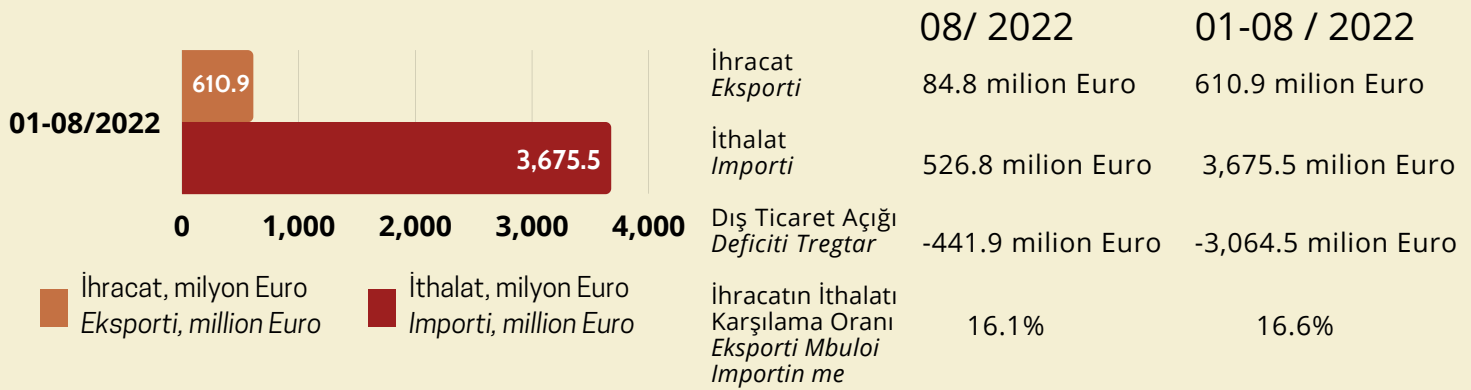 610.9
01-08/2022
3,675.5
0 1,000 2,000 3,000 4,000
İhracat, milyon Euro
Eksporti, million Euro
İthalat, milyon Euro
Importi, million Euro
08/ 2022 01-08 / 2022
İhracat
Eksporti
84.8 milion Euro 610.9 milion Euro
İthalat
Importi
526.8 milion Euro 3,675.5 milion Euro
Dış Ticaret Açığı
Deficiti Tregtar
-441.9 milion Euro -3,064.5 milion Euro
İhracatın İthalatı
Karşılama Oranı
Eksporti Mbuloi
Importin me
16.1% 16.6%